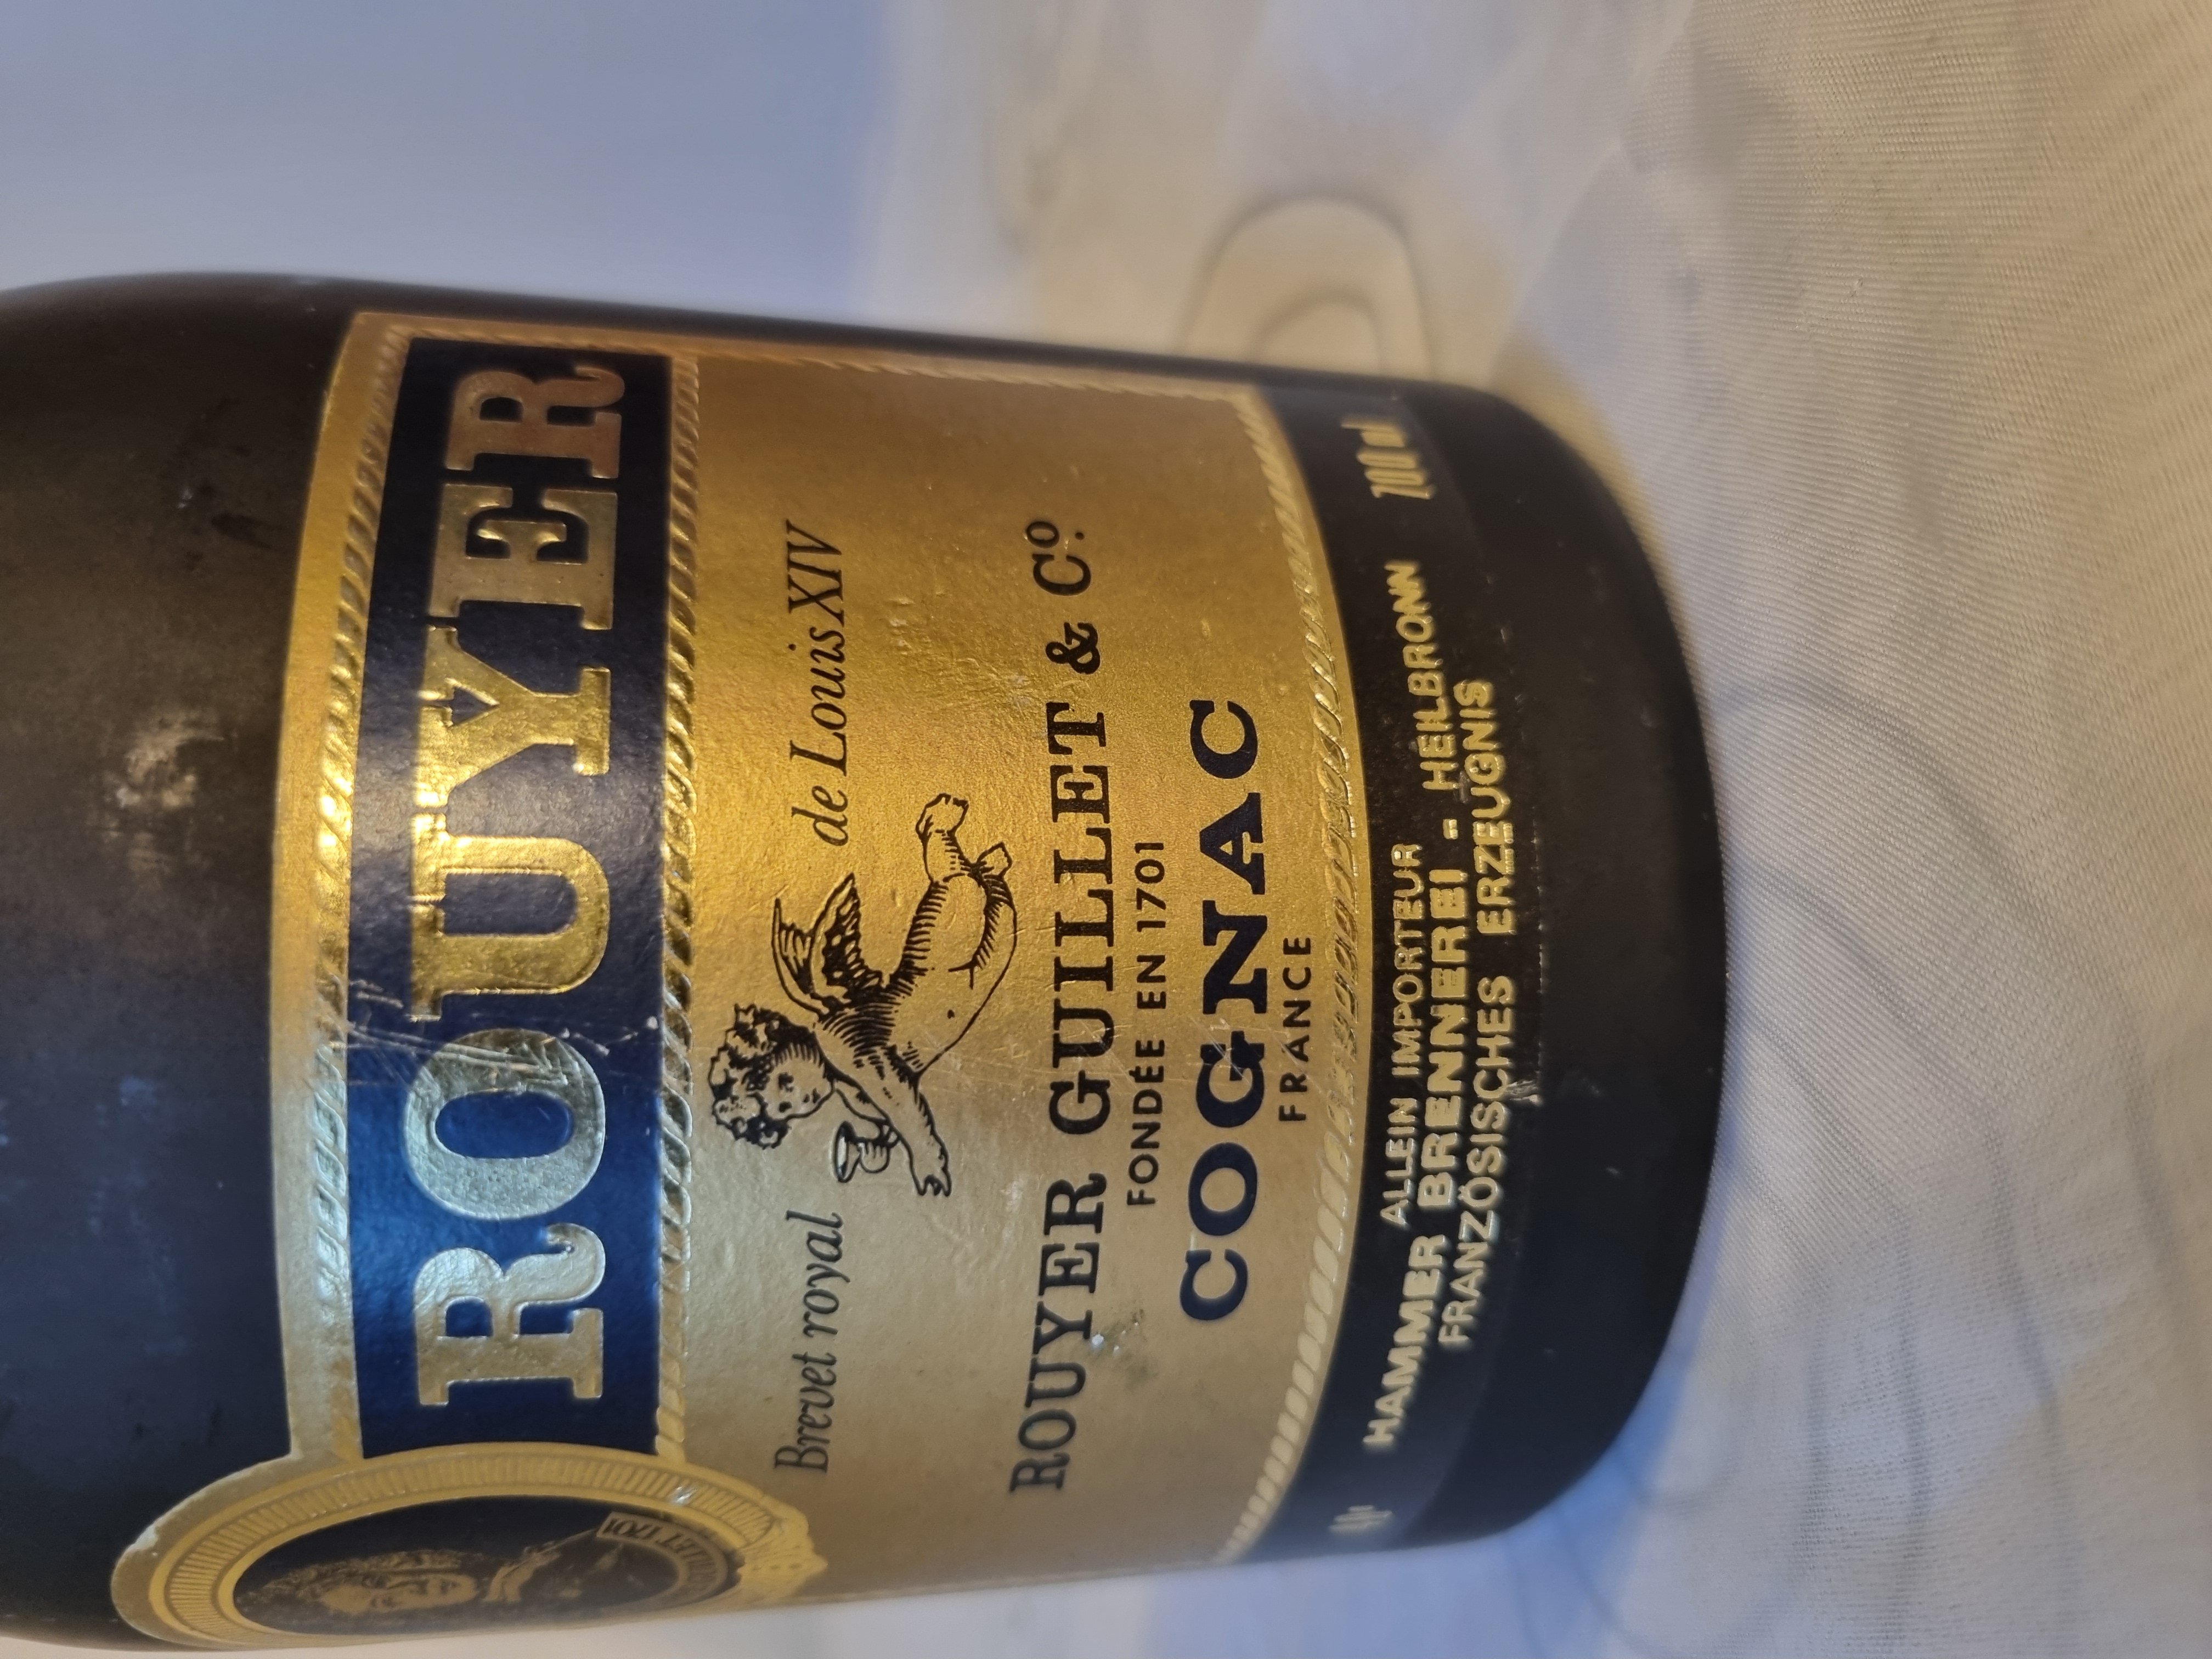 ROUYER
Brevet royal de Louis XIV
ROUYER GUILLET & Cº.
FONDÉE EN 1701
COGNAC
FRANCE
ALLEIN IMPORTEUR
HAMMER BRENNEREI - HEILBRONN 700 ml
FRANZÖSISCHES ERZEUGNIS